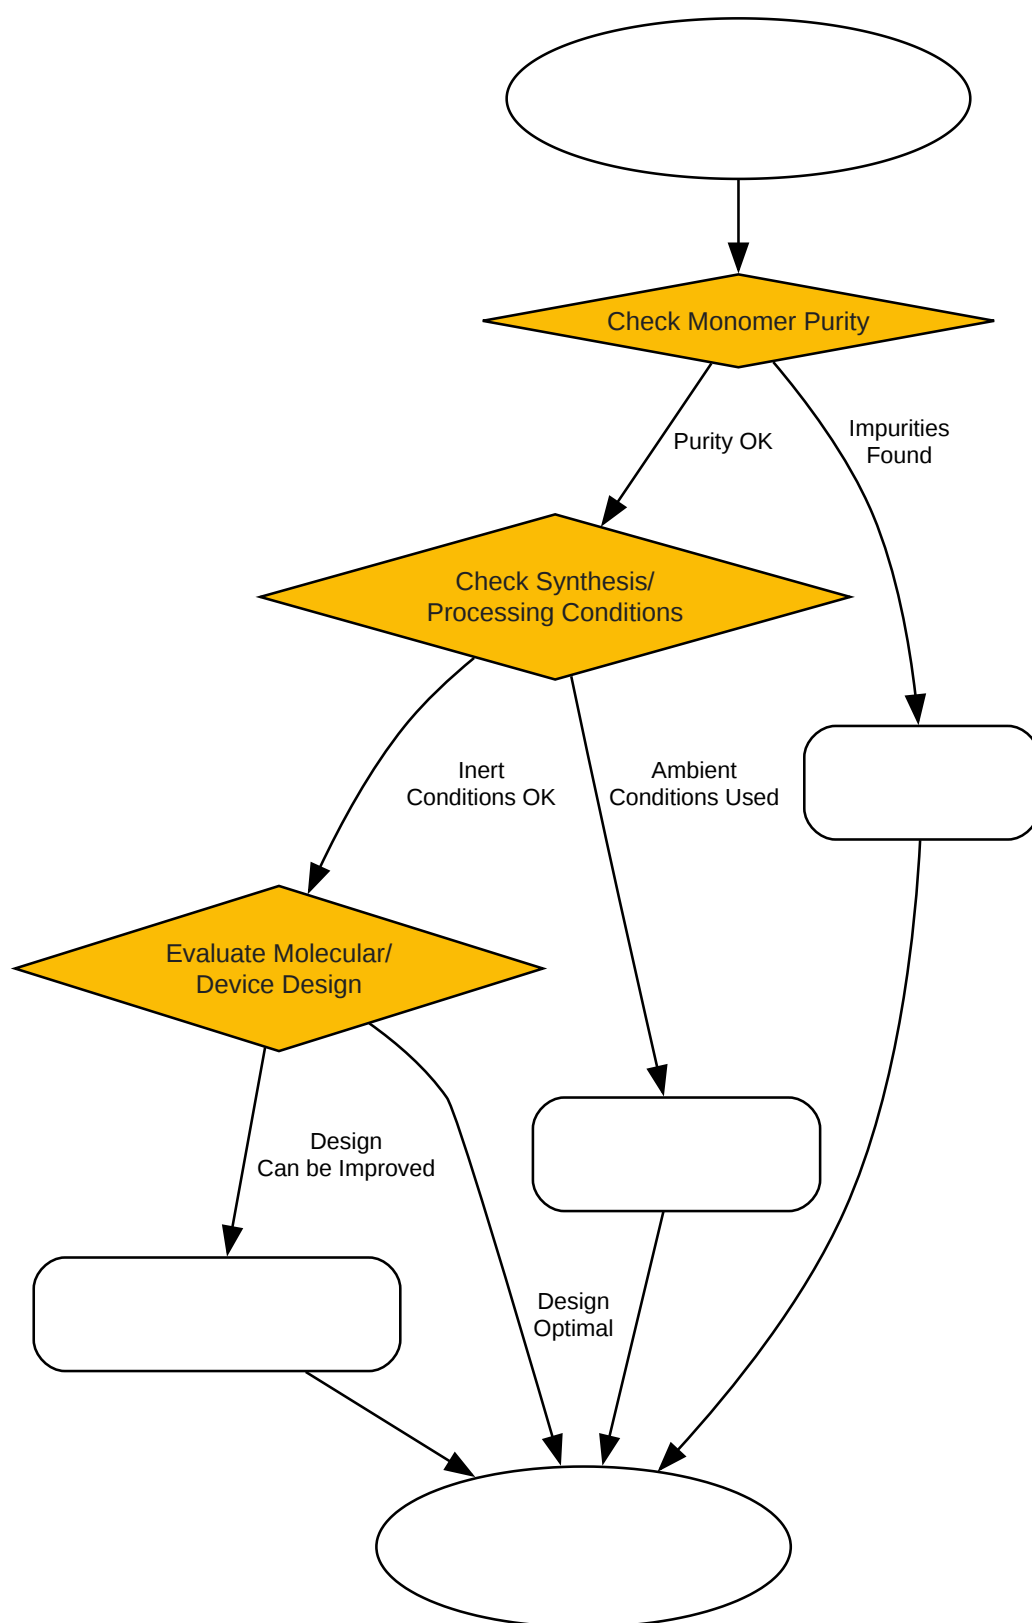 Check Monomer Purity
Purity OK
Impurities
Found
Check Synthesis/
Processing Conditions
Inert
Conditions OK
Ambient
Conditions Used
Evaluate Molecular/
Device Design
Design
Can be Improved
Design
Optimal